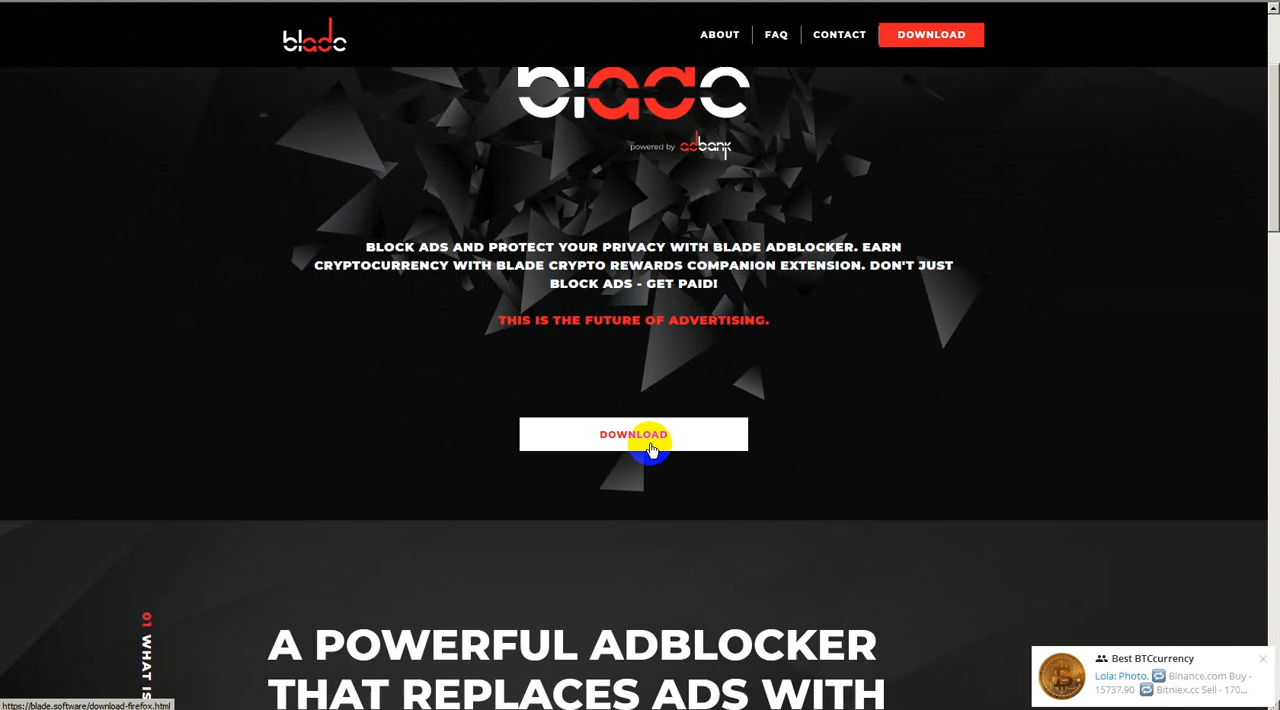 blade
ABOUT
FAQ
CONTACT
DOWNLOAD
blade
powered by adbank
BLOCK ADS AND PROTECT YOUR PRIVACY WITH BLADE ADBLOCKER. EARN
CRYPTOCURRENCY WITH BLADE CRYPTO REWARDS COMPANION EXTENSION. DON'T JUST
BLOCK ADS - GET PAID!
THIS IS THE FUTURE OF ADVERTISING.
DOWNLOAD
01 WHAT IS
A POWERFUL ADBLOCKER
THAT REPLACES ADS WITH
Best BTCcurrency
Lola: Photo, Binance.com Buy -
15737.90 Bitniex.cc Sell - 170...
https://blade.software/download-firefox.html